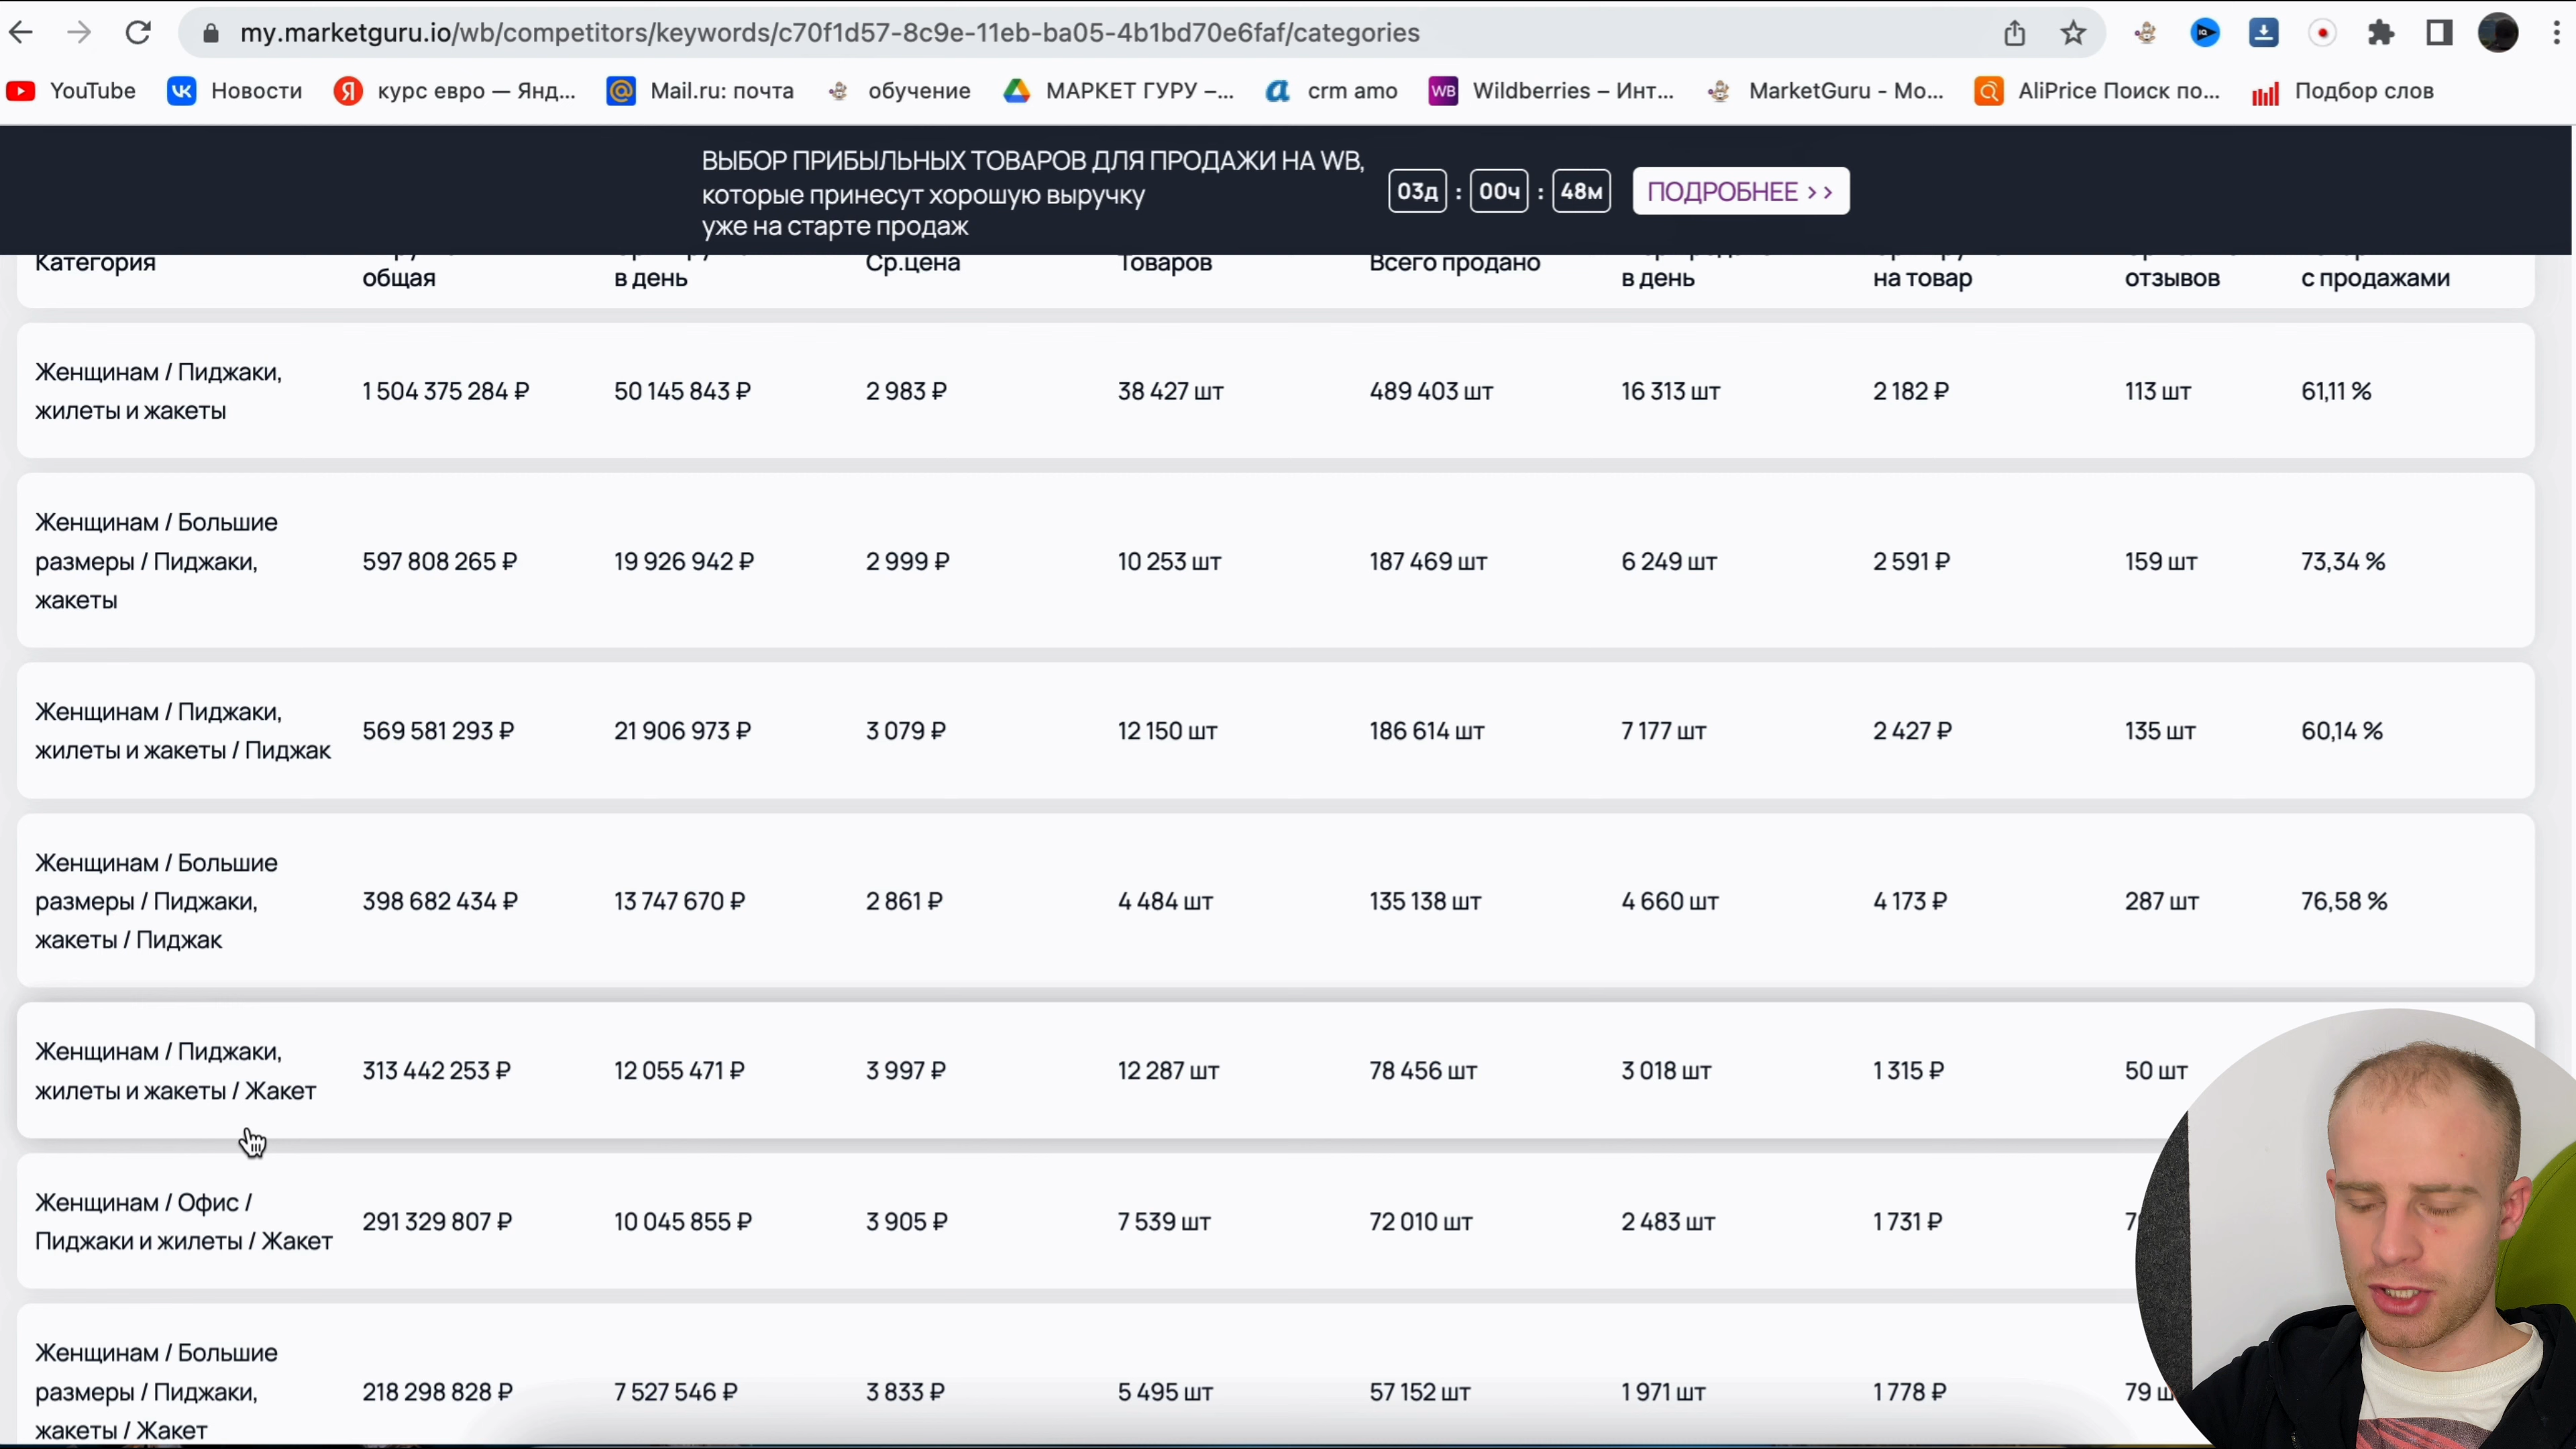 my.marketguru.io/wb/competitors/keywords/c70f1d57-8c9e-11eb-ba05-4b1bd70e6faf/categories
YouTube Новости курс евро — Янд... Mail.ru: почта обучение МАРКЕТ ГУРУ –... crm amo WB Wildberries – Инт... MarketGuru - Mo... AliPrice Поиск по... Подбор слов
ВЫБОР ПРИБЫЛЬНЫХ ТОВАРОВ ДЛЯ ПРОДАЖИ НА WB,
которые принесут хорошую выручку
уже на старте продаж
03д : 00ч : 48м ПОДРОБНЕЕ >>
Категория общая в день Ср.цена Товаров Всего продано в день на товар отзывов с продажами
Женщинам / Пиджаки,
жилеты и жакеты
1 504 375 284 ₽ 50 145 843 ₽ 2 983 ₽ 38 427 шт 489 403 шт 16 313 шт 2 182 ₽ 113 шт 61,11 %
Женщинам / Большие
размеры / Пиджаки,
жакеты
597 808 265 ₽ 19 926 942 ₽ 2 999 ₽ 10 253 шт 187 469 шт 6 249 шт 2 591 ₽ 159 шт 73,34 %
Женщинам / Пиджаки,
жилеты и жакеты / Пиджак
569 581 293 ₽ 21 906 973 ₽ 3 079 ₽ 12 150 шт 186 614 шт 7 177 шт 2 427 ₽ 135 шт 60,14 %
Женщинам / Большие
размеры / Пиджаки,
жакеты / Пиджак
398 682 434 ₽ 13 747 670 ₽ 2 861 ₽ 4 484 шт 135 138 шт 4 660 шт 4 173 ₽ 287 шт 76,58 %
Женщинам / Пиджаки,
жилеты и жакеты / Жакет
313 442 253 ₽ 12 055 471 ₽ 3 997 ₽ 12 287 шт 78 456 шт 3 018 шт 1 315 ₽ 50 шт
Женщинам / Офис /
Пиджаки и жилеты / Жакет
291 329 807 ₽ 10 045 855 ₽ 3 905 ₽ 7 539 шт 72 010 шт 2 483 шт 1 731 ₽
Женщинам / Большие
размеры / Пиджаки,
жакеты / Жакет
218 298 828 ₽ 7 527 546 ₽ 3 833 ₽ 5 495 шт 57 152 шт 1 971 шт 1 778 ₽ 79